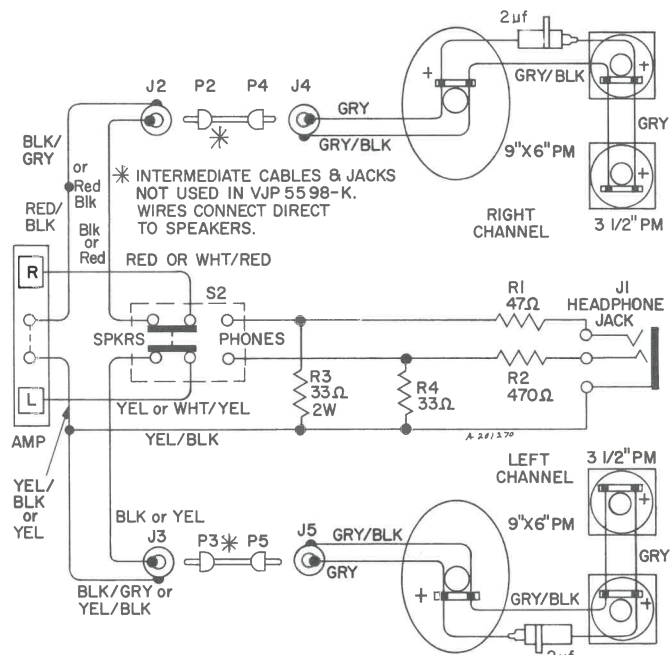 2µf
J2
P2
P4
J4
GRY
GRY/BLK
GRY/BLK
BLK/
GRY
or
Red
Blk
✳ INTERMEDIATE CABLES & JACKS
NOT USED IN VJP 5598-K.
WIRES CONNECT DIRECT
TO SPEAKERS.
9"X6" PM
GRY
RED/
BLK
Blk
or
Red
RIGHT
CHANNEL
3 1/2" PM
RED OR WHT/RED
R
S2
SPKRS
PHONES
R1
47Ω
J1
HEADPHONE
JACK
R3
33Ω
2W
R4
33Ω
R2
470Ω
L
AMP
YEL or WHT/YEL
YEL/BLK
A 201270
YEL/
BLK
or
YEL
LEFT
CHANNEL
3 1/2" PM
BLK or YEL
9"X6" PM
J3
P3
✳
P5
J5
GRY/BLK
GRY
GRY
BLK/GRY or
YEL/BLK
GRY/BLK
2µf